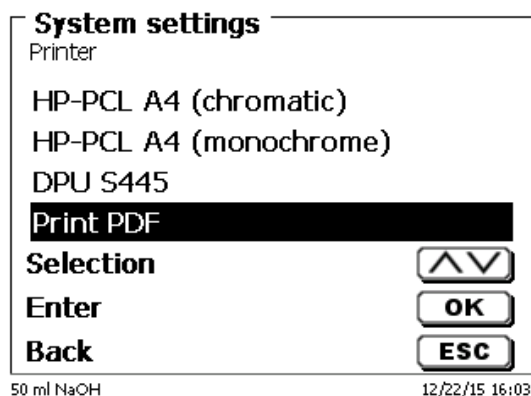 System settings
Printer
HP-PCL A4 (chromatic)
HP-PCL A4 (monochrome)
DPU S445
Print PDF
Selection
Enter OK
Back ESC
50 ml NaOH 12/22/15 16:03